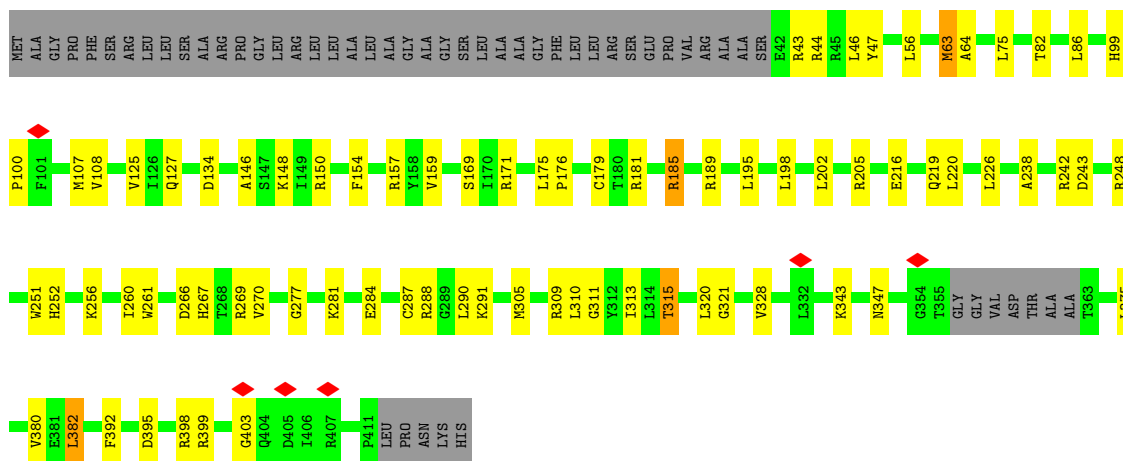 MET ALA GLY PRO PHE SER ARG LEU LEU SER ALA ARG PRO GLY LEU ARG LEU LEU ALA LEU ALA GLY ALA GLY SER LEU ALA ALA GLY PHE LEU LEU ARG SER GLU PRO VAL ARG ALA ALA SER E42 R43 R44 R45 L46 Y47 L56 M63 A64 L75 T82 L86 H99
P100 F101 M107 V108 V125 I126 Q127 D134 A146 S147 K148 I149 R150 F154 R157 Y158 V159 S169 I170 R171 L175 P176 C179 T180 R181 R185 R189 L195 L198 L202 R205 E216 Q219 L220 L226 A238 R242 D243 R248
W251 H252 K256 I260 W261 D266 H267 T268 R269 V270 G277 K281 E284 C287 R288 G289 L290 K291 M305 R309 L310 G311 Y312 I313 L314 T315 L320 G321 V328 L332 K343 N347 G354 T355 GLY GLY VAL ASP THR ALA ALA T363
V380 E381 L382 F392 D395 R398 R399 G403 Q404 D405 I406 R407 P411 LEU PRO ASN LYS HIS